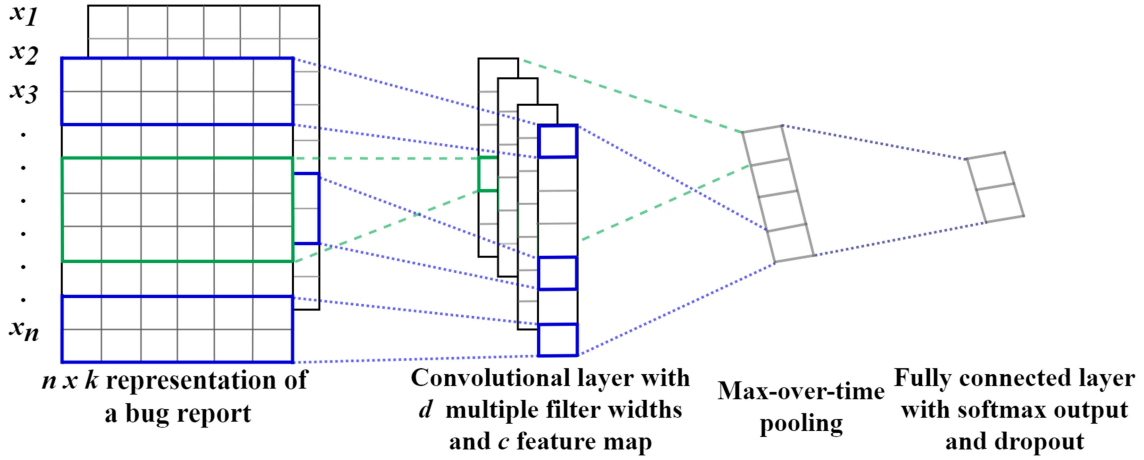 x1
x2
x3
.
.
.
.
.
.
xn
n x k representation of
a bug report
Convolutional layer with
d multiple filter widths
and c feature map
Max-over-time
pooling
Fully connected layer
with softmax output
and dropout